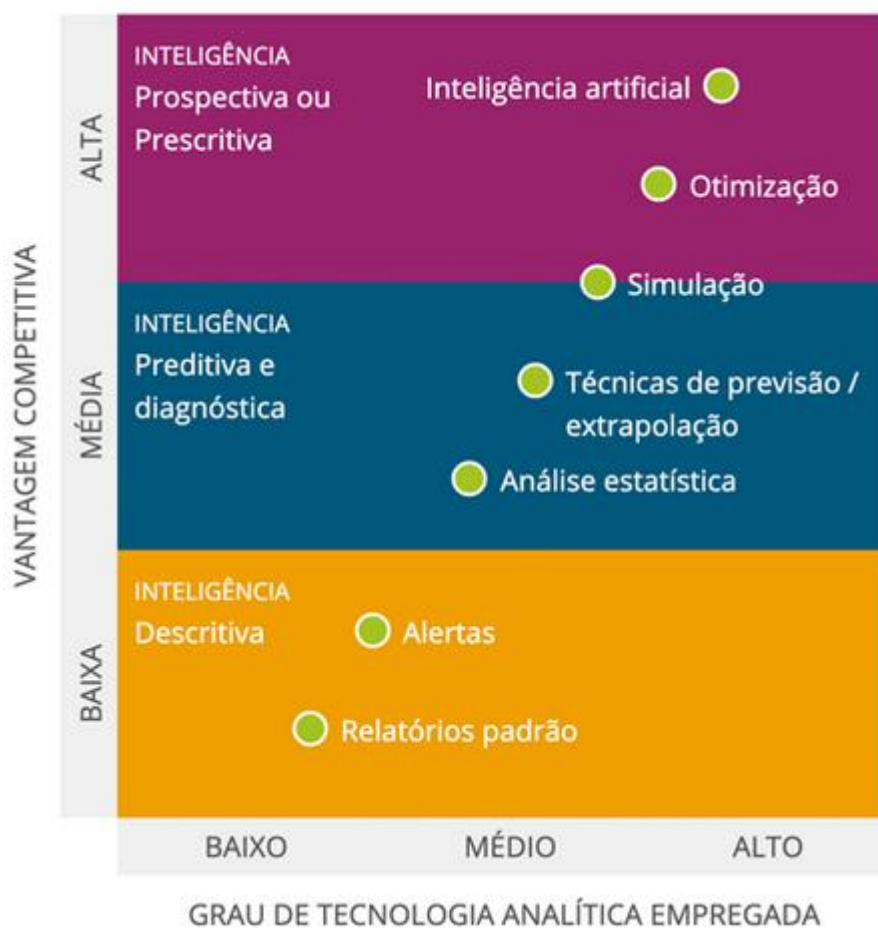 VANTAGEM COMPETITIVA
ALTA
INTELIGÊNCIA
Prospectiva ou
Prescritiva
Inteligência artificial
Otimização
Simulação
MÉDIA
INTELIGÊNCIA
Preditiva e
diagnóstica
Técnicas de previsão /
extrapolação
Análise estatística
BAIXA
INTELIGÊNCIA
Descritiva
Alertas
Relatórios padrão
BAIXO
MÉDIO
ALTO
GRAU DE TECNOLOGIA ANALÍTICA EMPREGADA